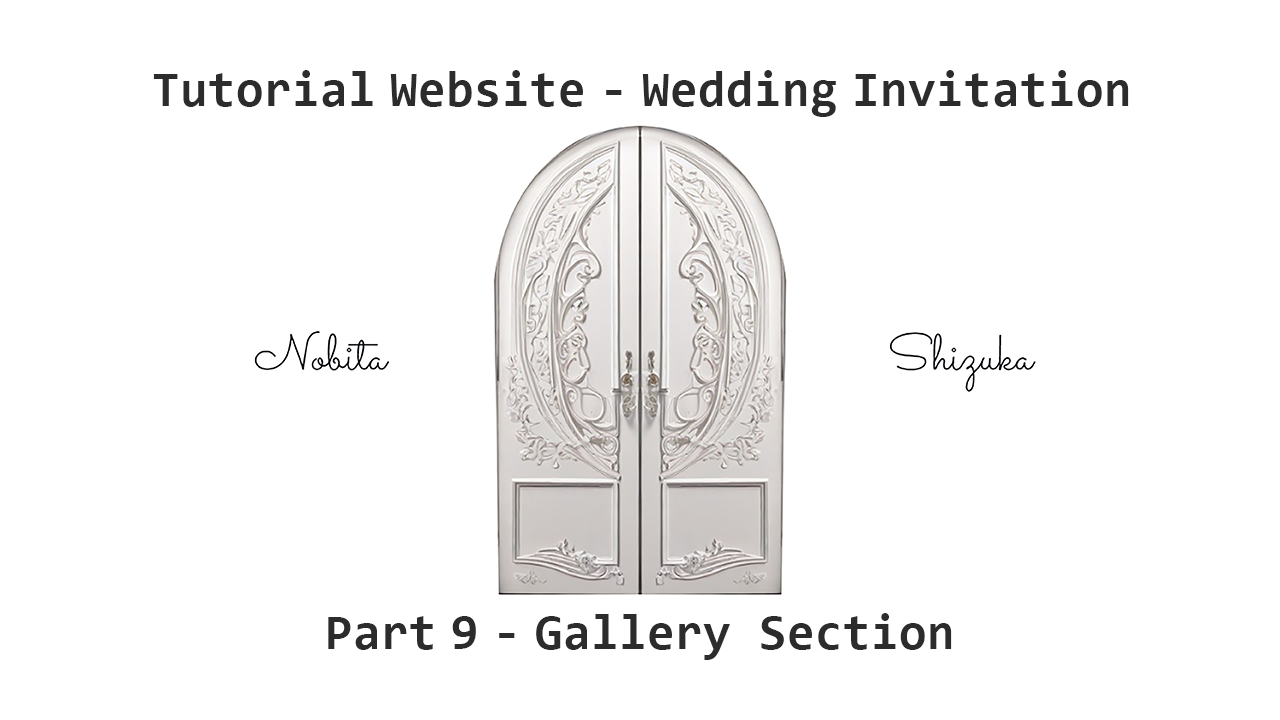 Tutorial Website - Wedding Invitation
Nobita
Shizuka
Part 9 - Gallery Section